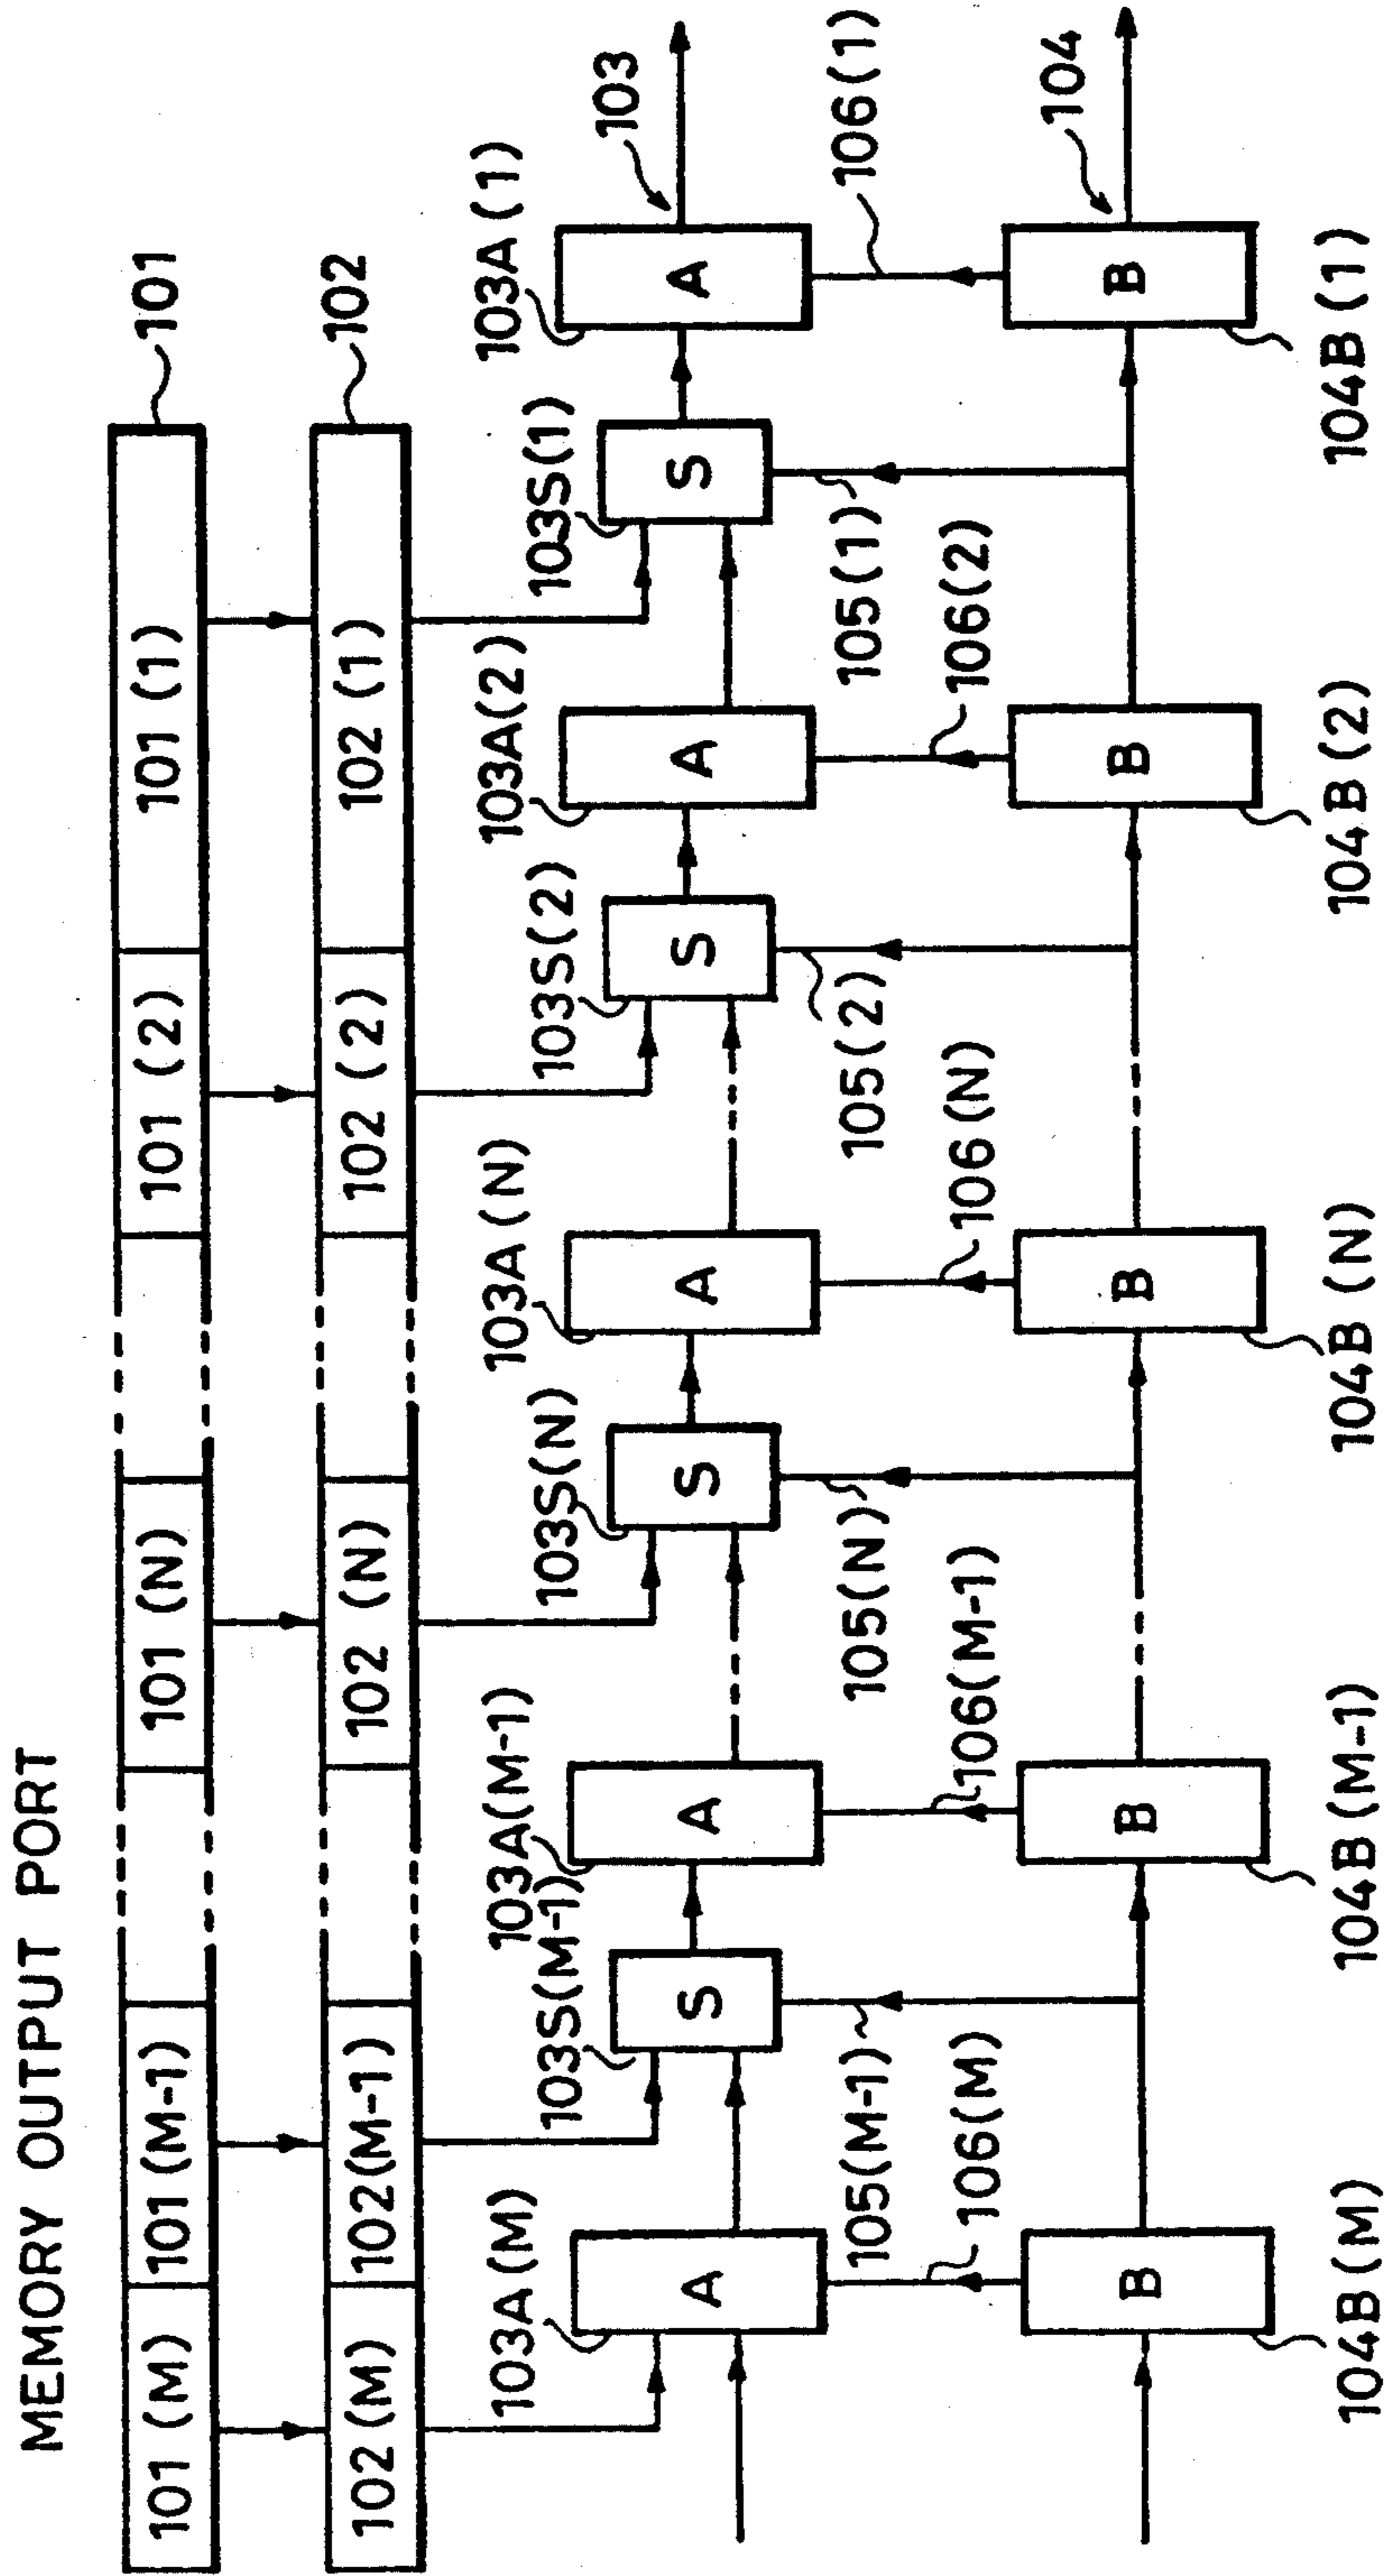 MEMORY OUTPUT PORT
101 (M) 101 (M-1) 101 (N) 101 (2) 101 (1) 101
102 (M) 102(M-1) 102 (N) 102 (2) 102 (1) 102
103A(M) 103A(M-1) 103A(N) 103A(2) 103A(1)
103S(M-1) 103S(N) 103S(2) 103S(1) 103
A S A S A S A S A
105(M-1) 105(N) 105(2) 105(1) 106(1)
106(M) 106(M-1) 106(N) 106(2) 104
B B B B B
104B(M) 104B(M-1) 104B (N) 104B(2) 104B(1)